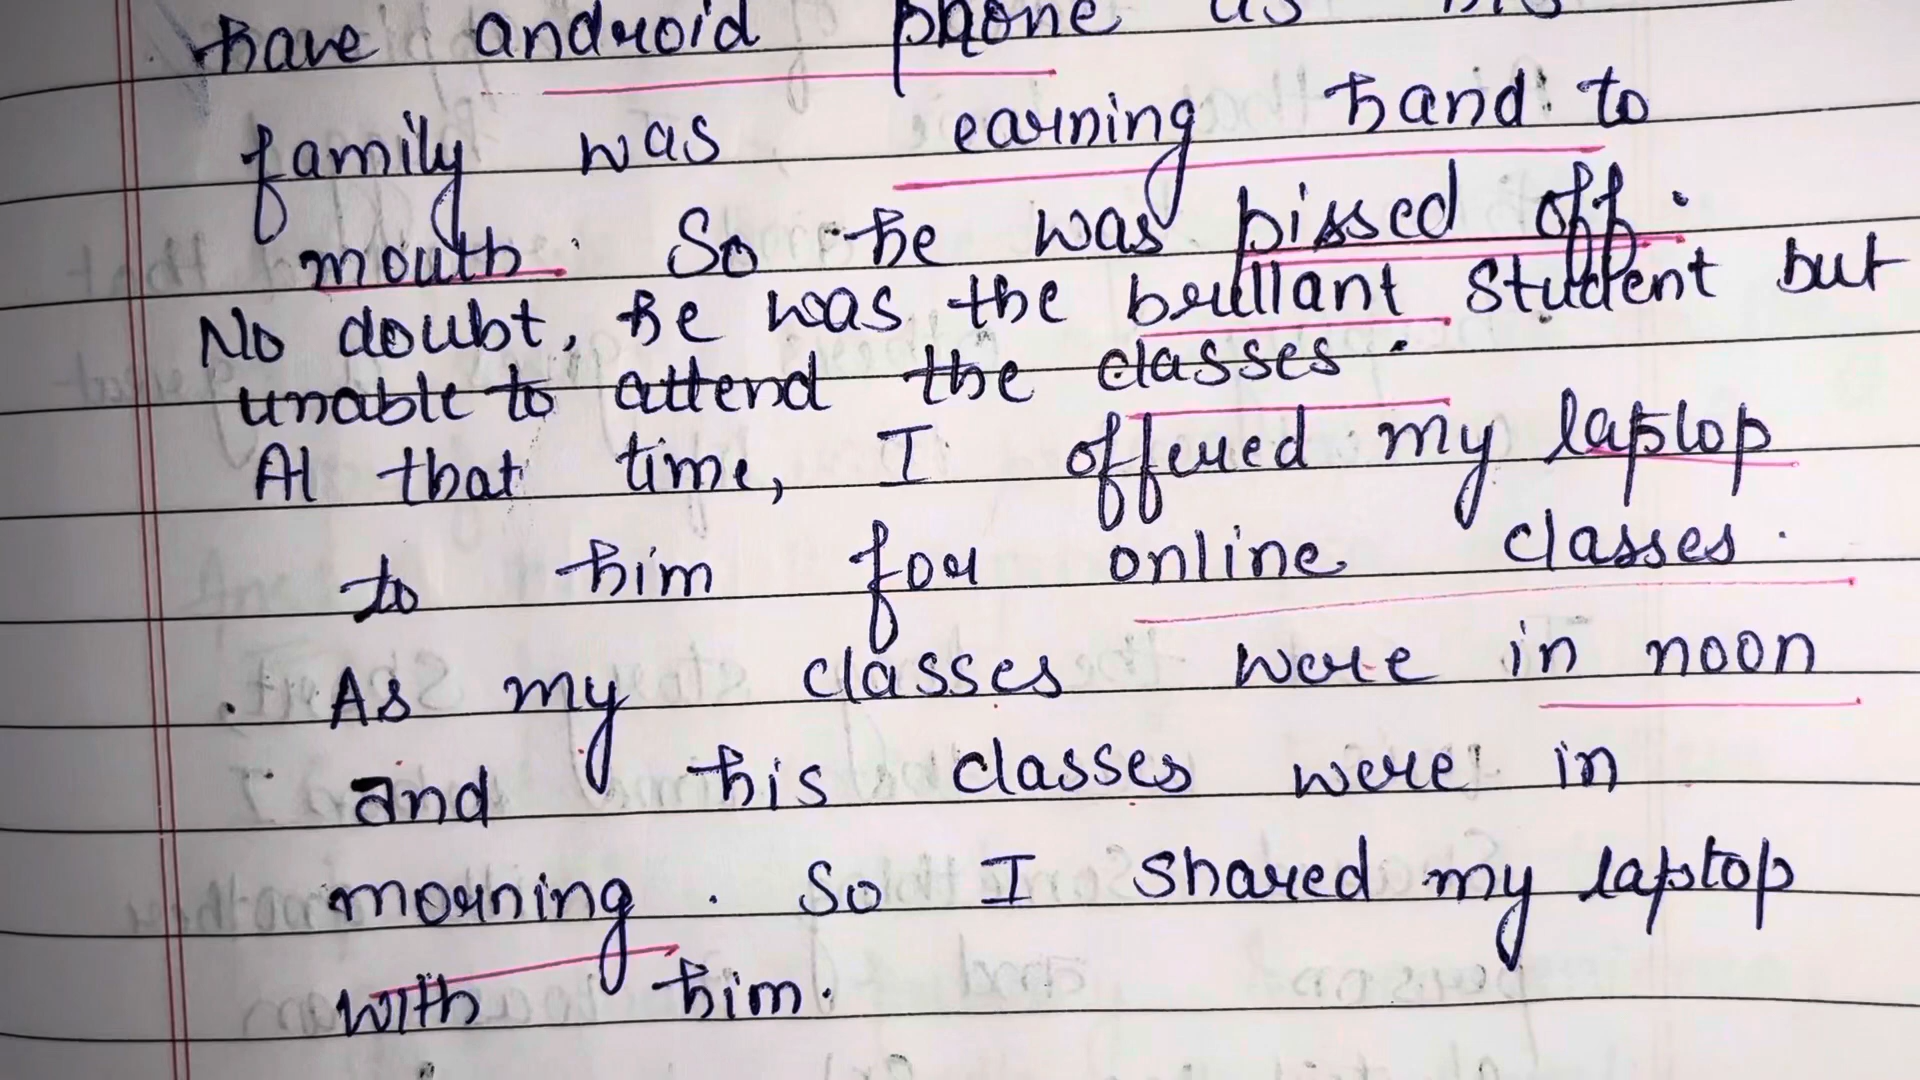 have android phone as his
family was earning hand to
mouth. So he was pissed off.
No doubt, he was the brillant student but
unable to attend the classes.
At that time, I offered my laptop
to him for online classes.
As my classes were in noon
and his classes were in
morning. So I shared my laptop
with him.